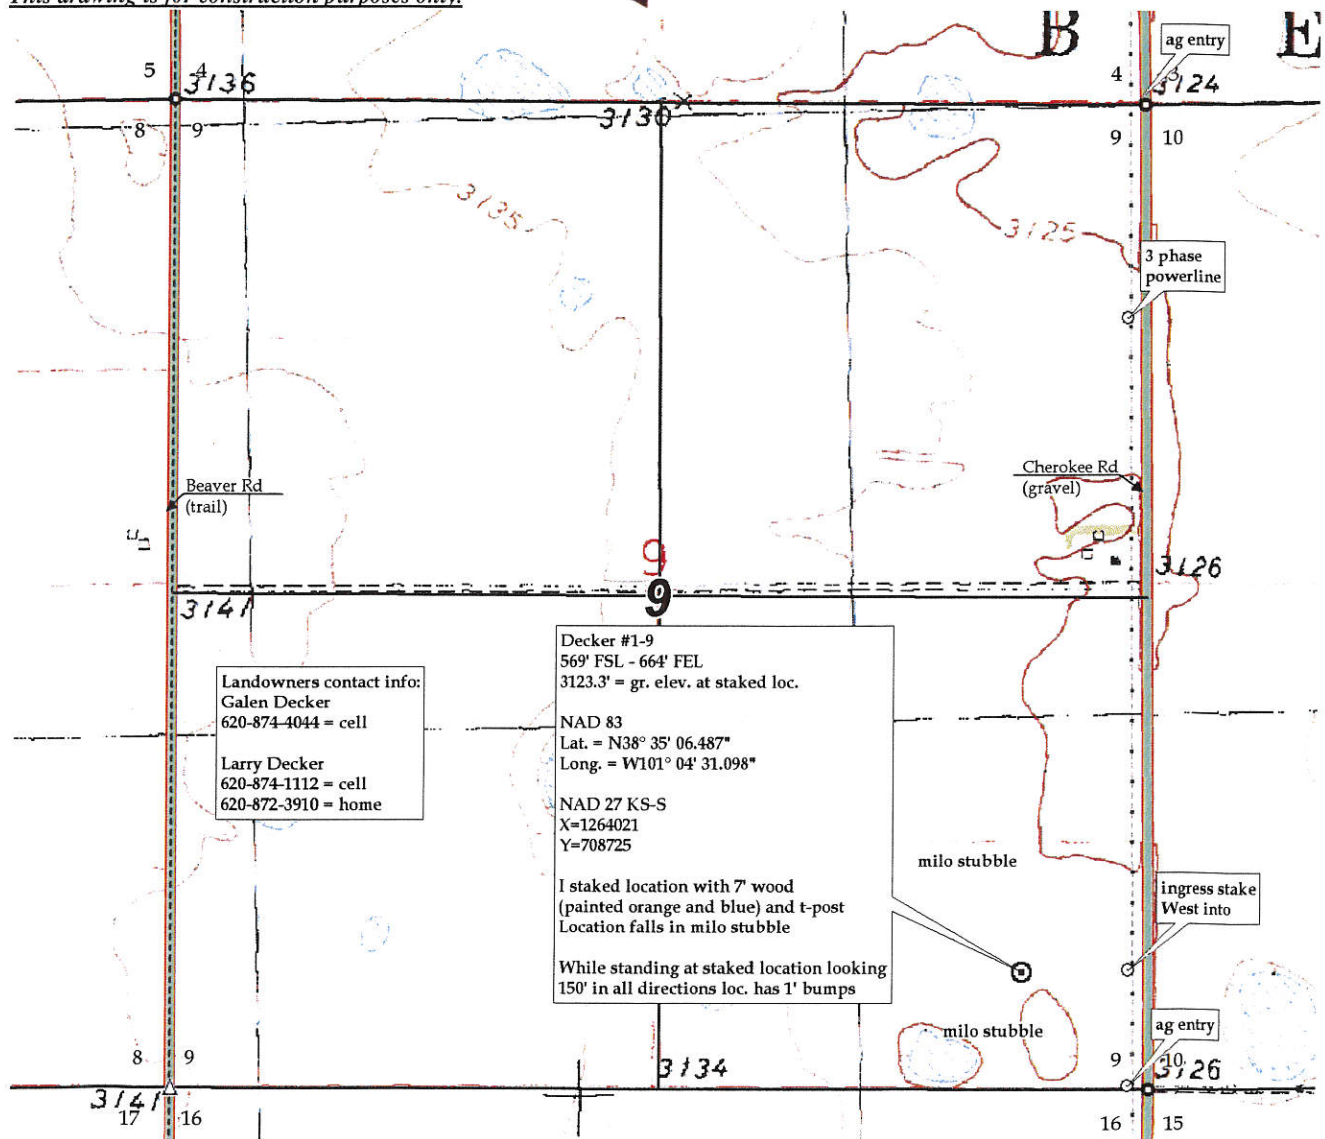 This drawing is for construction purposes only.
B
E
ag entry
5
4
3136
4
3
3124
8
9
3130
9
10
3135
3125
3 phase
powerline
Beaver Rd
(trail)
Cherokee Rd
(gravel)
9
3126
9
3141
Decker #1-9
569' FSL - 664' FEL
3123.3' = gr. elev. at staked loc.
NAD 83
Lat. = N38° 35' 06.487"
Long. = W101° 04' 31.098"
NAD 27 KS-S
X=1264021
Y=708725
I staked location with 7' wood
(painted orange and blue) and t-post
Location falls in milo stubble
While standing at staked location looking
150' in all directions loc. has 1' bumps
Landowners contact info:
Galen Decker
620-874-4044 = cell
Larry Decker
620-874-1112 = cell
620-872-3910 = home
milo stubble
ingress stake
West into
milo stubble
ag entry
8
9
3134
9
10
3126
3141
17
16
16
15